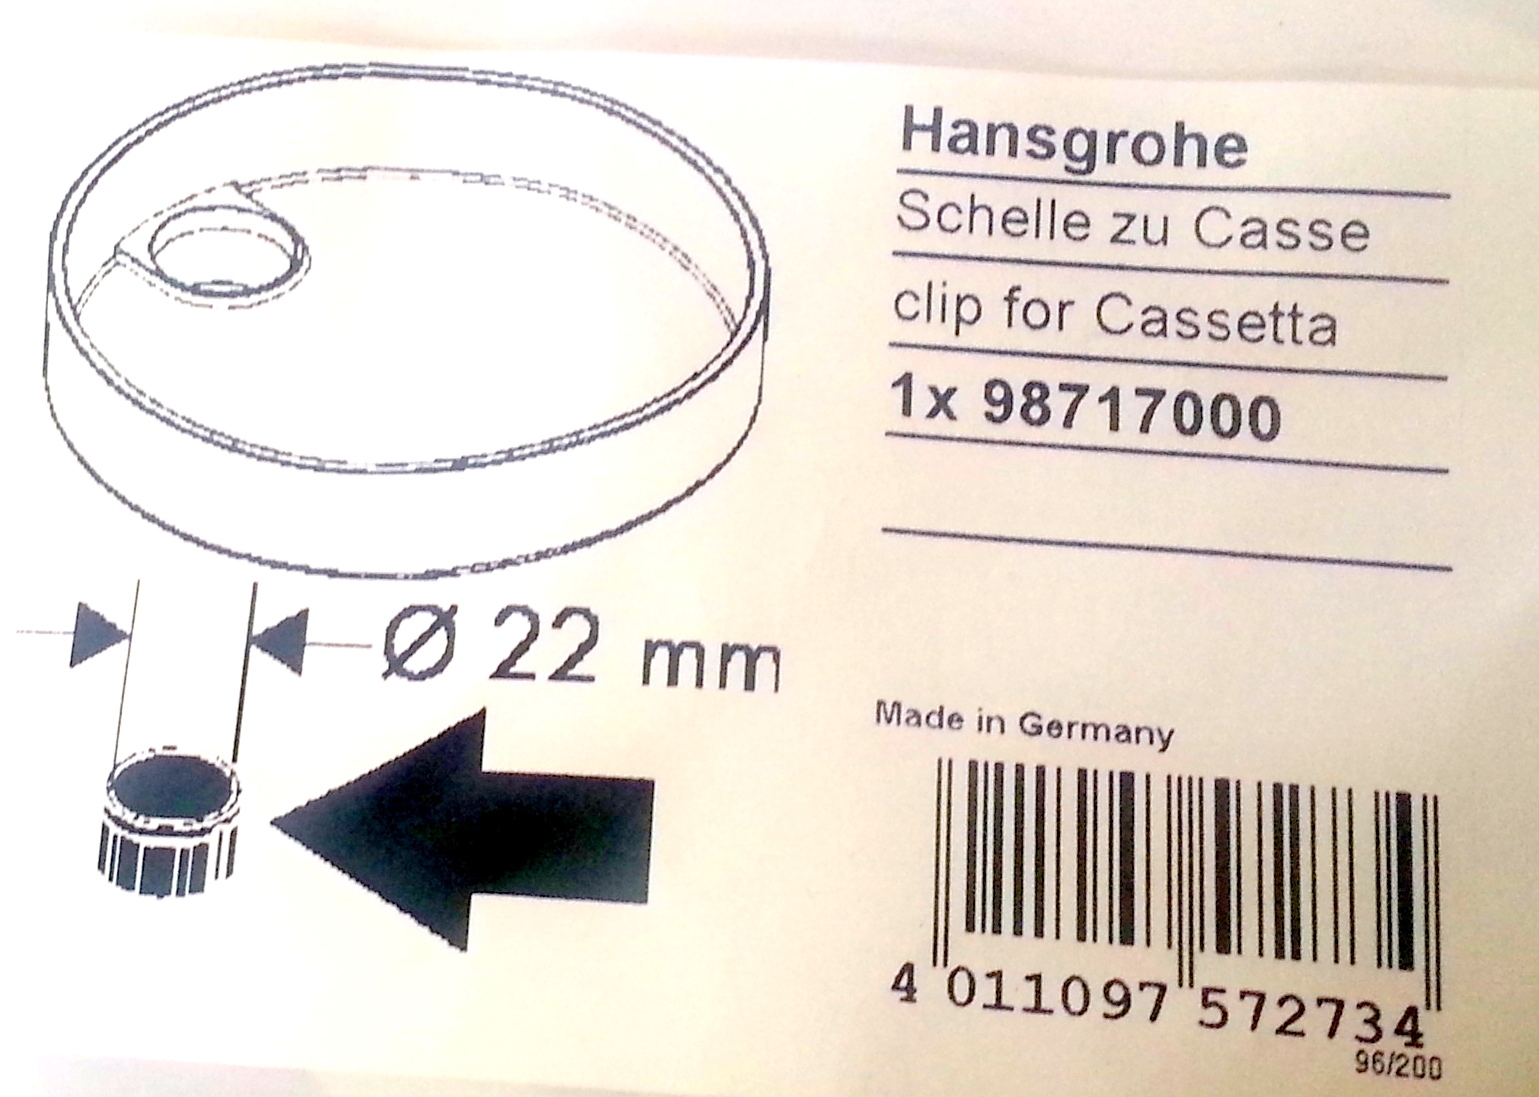 Hansgrohe
Schelle zu Casse
clip for Cassetta
1x 98717000
Ø 22 mm
Made in Germany
4 011097 572734
96/200